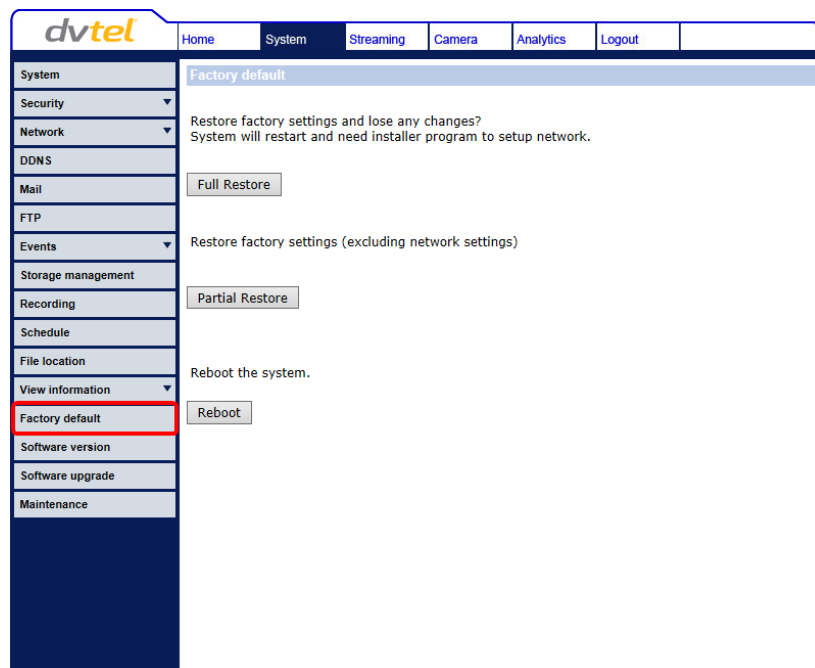 dvtel
Home System Streaming Camera Analytics Logout
System
Security
Network
DDNS
Mail
FTP
Events
Storage management
Recording
Schedule
File location
View information
Factory default
Software version
Software upgrade
Maintenance
Factory default
Restore factory settings and lose any changes?
System will restart and need installer program to setup network.
Full Restore
Restore factory settings (excluding network settings)
Partial Restore
Reboot the system.
Reboot